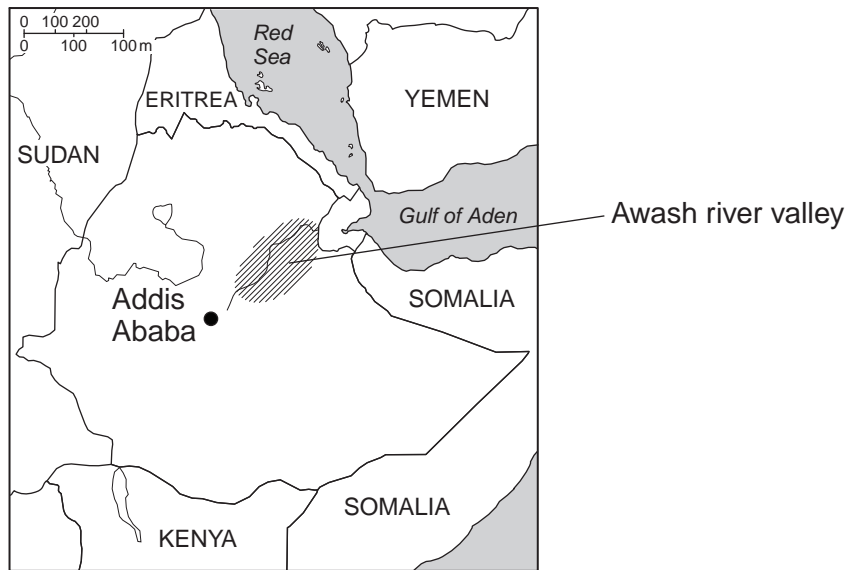 0 100 200
0 100 100 m
Red
Sea
ERITREA
YEMEN
SUDAN
Gulf of Aden
Awash river valley
Addis
Ababa
SOMALIA
SOMALIA
KENYA